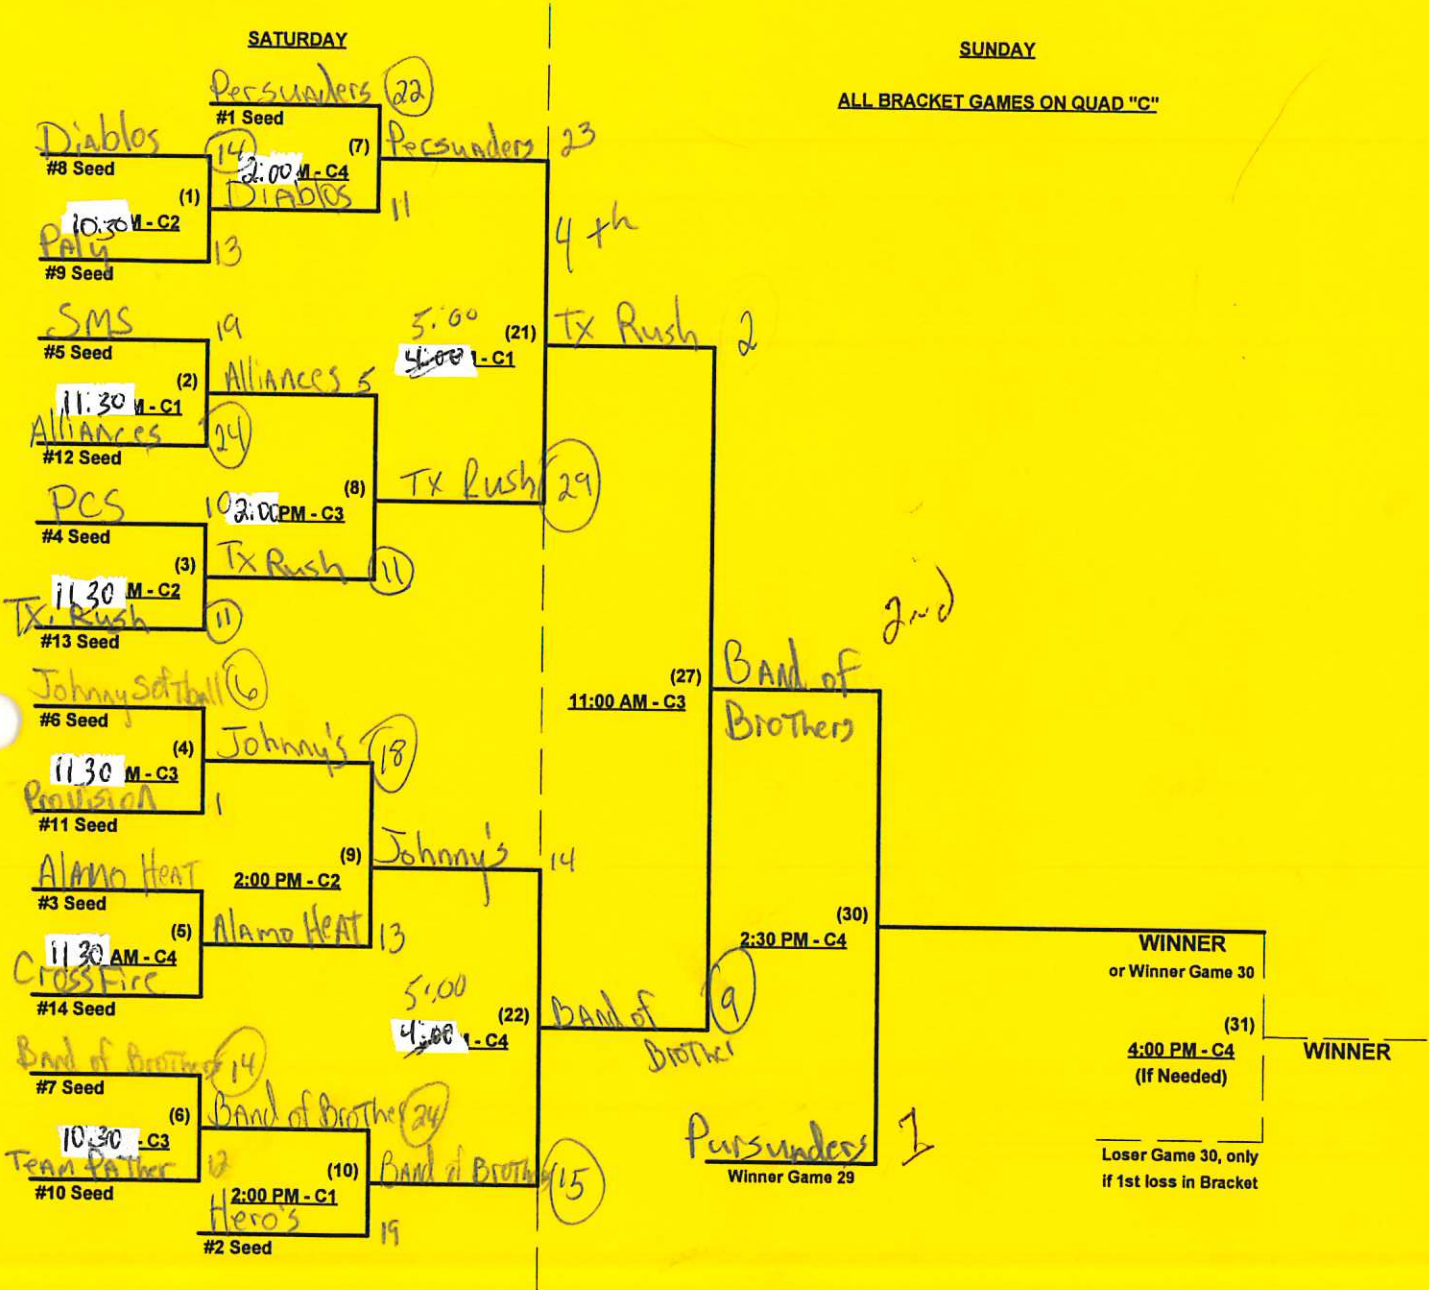 SATURDAY
SUNDAY
ALL BRACKET GAMES ON QUAD "C"
Persunders 22
#1 Seed
Diablos 14
#8 Seed
(7)
2:00 M - C4
Persunders 23
(1)
Diablos 11
10:30 M - C2
Paly 13
#9 Seed
4th
SMS 19
#5 Seed
5:00
(21)
4:00 - C1
TX Rush 2
(2)
Alliances 5
11:30 M - C1
Alliances 24
#12 Seed
(8)
TX Rush 29
PCS 10
2:00 PM - C3
#4 Seed
(3)
TX Rush 11
11 30 M - C2
TX. Rush 11
#13 Seed
2nd
Johnny Softball 6
#6 Seed
(27)
11:00 AM - C3
Band of
Brothers
(4)
Johnny's 18
11 30 M - C3
Provision 1
#11 Seed
(9)
Johnny's 14
Alamo Heat
2:00 PM - C2
#3 Seed
(5)
Alamo Heat 13
11 30 AM - C4
CrossFire
#14 Seed
(30)
2:30 PM - C4
WINNER
or Winner Game 30
5:00
(22)
4:00 - C4
Band of 9
Brother
(31)
4:00 PM - C4
(If Needed)
WINNER
Band of Brothers 14
#7 Seed
(6)
Band of Brother 24
10:30 - C3
Team Pather 12
#10 Seed
(10)
Band of Brothers 15
2:00 PM - C1
Hero's 19
#2 Seed
Pursunders 1
Winner Game 29
Loser Game 30, only
if 1st loss in Bracket